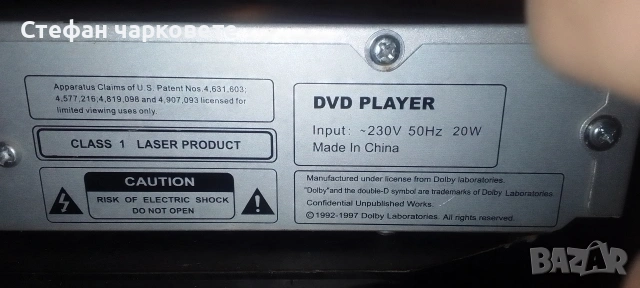 Стефан чарковете...
Apparatus Claims of U.S. Patent Nos.4,631,603;
4,577,216;4,819,098 and 4,907,093 licensed for
limited viewing uses only.
CLASS 1 LASER PRODUCT
CAUTION
RISK OF ELECTRIC SHOCK
DO NOT OPEN
DVD PLAYER
Input: ~230V 50Hz 20W
Made In China
Manufactured under license from Dolby laboratories.
"Dolby"and the double-D symbol are trademarks of Dolby Laboratories
Confidential Unpublished Works.
©1992-1997 Dolby Laboratories. All rights reserved.
BAZAR